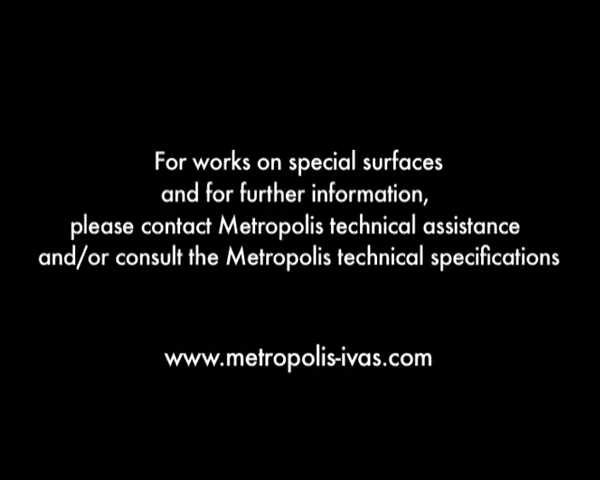 For works on special surfaces
and for further information,
please contact Metropolis technical assistance
and/or consult the Metropolis technical specifications
www.metropolis-ivas.com